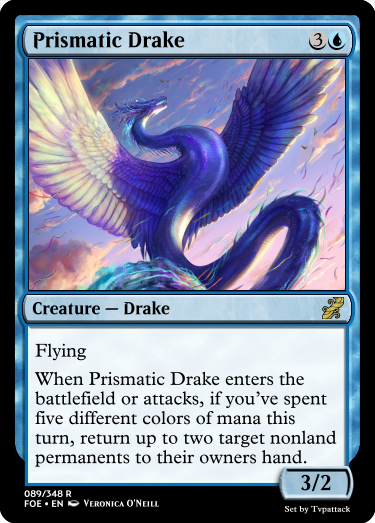 Prismatic Drake 3
Creature — Drake
Flying
When Prismatic Drake enters the
battlefield or attacks, if you've spent
five different colors of mana this
turn, return up to two target nonland
permanents to their owners hand.
3/2
089/348 R
FOE • EN VERONICA O'NEILL
Set by Tvpattack